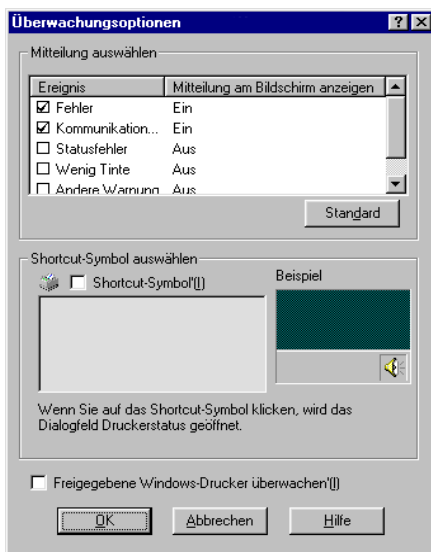 Überwachungsoptionen
Mitteilung auswählen
Ereignis Mitteilung am Bildschirm anzeigen
Fehler Ein
Kommunikation... Ein
Statusfehler Aus
Wenig Tinte Aus
Andere Warnung Aus
Standard
Shortcut-Symbol auswählen
Shortcut-Symbol'(I)
Beispiel
Wenn Sie auf das Shortcut-Symbol klicken, wird das
Dialogfeld Druckerstatus geöffnet.
Freigegebene Windows-Drucker überwachen'(J)
OK Abbrechen Hilfe